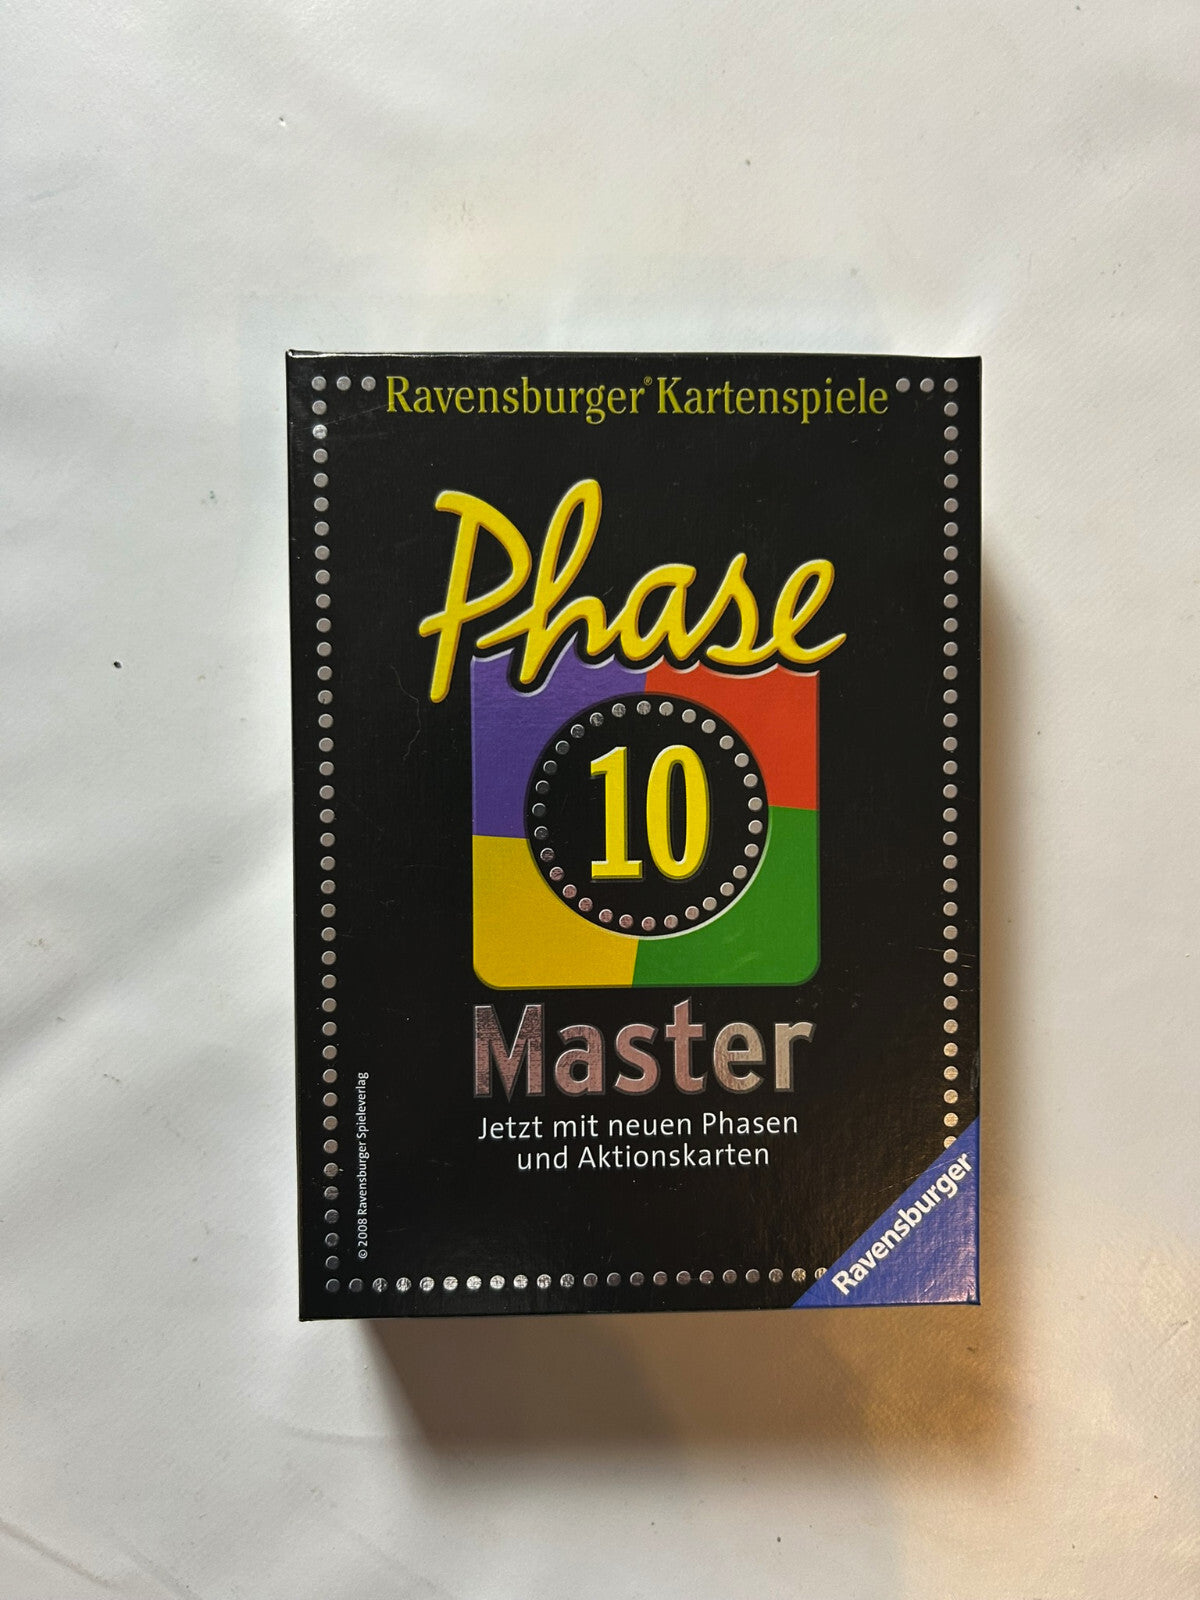 Ravensburger® Kartenspiele
Phase
10
Master
Jetzt mit neuen Phasen
und Aktionskarten
© 2008 Ravensburger Spieleverlag
Ravensburger